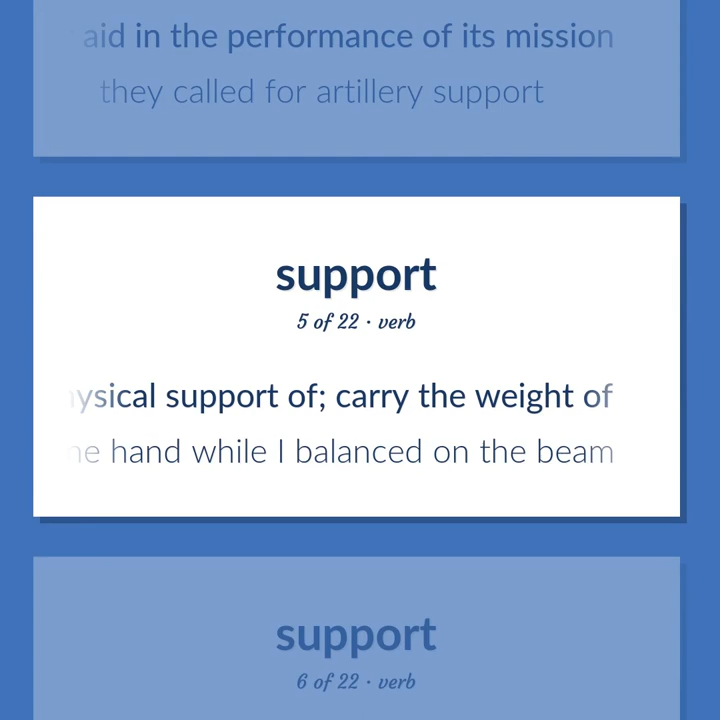 aid in the performance of its mission
they called for artillery support
support
5 of 22 · verb
support of; carry the weight of
hand while I balanced on the beam
support
6 of 22 · verb